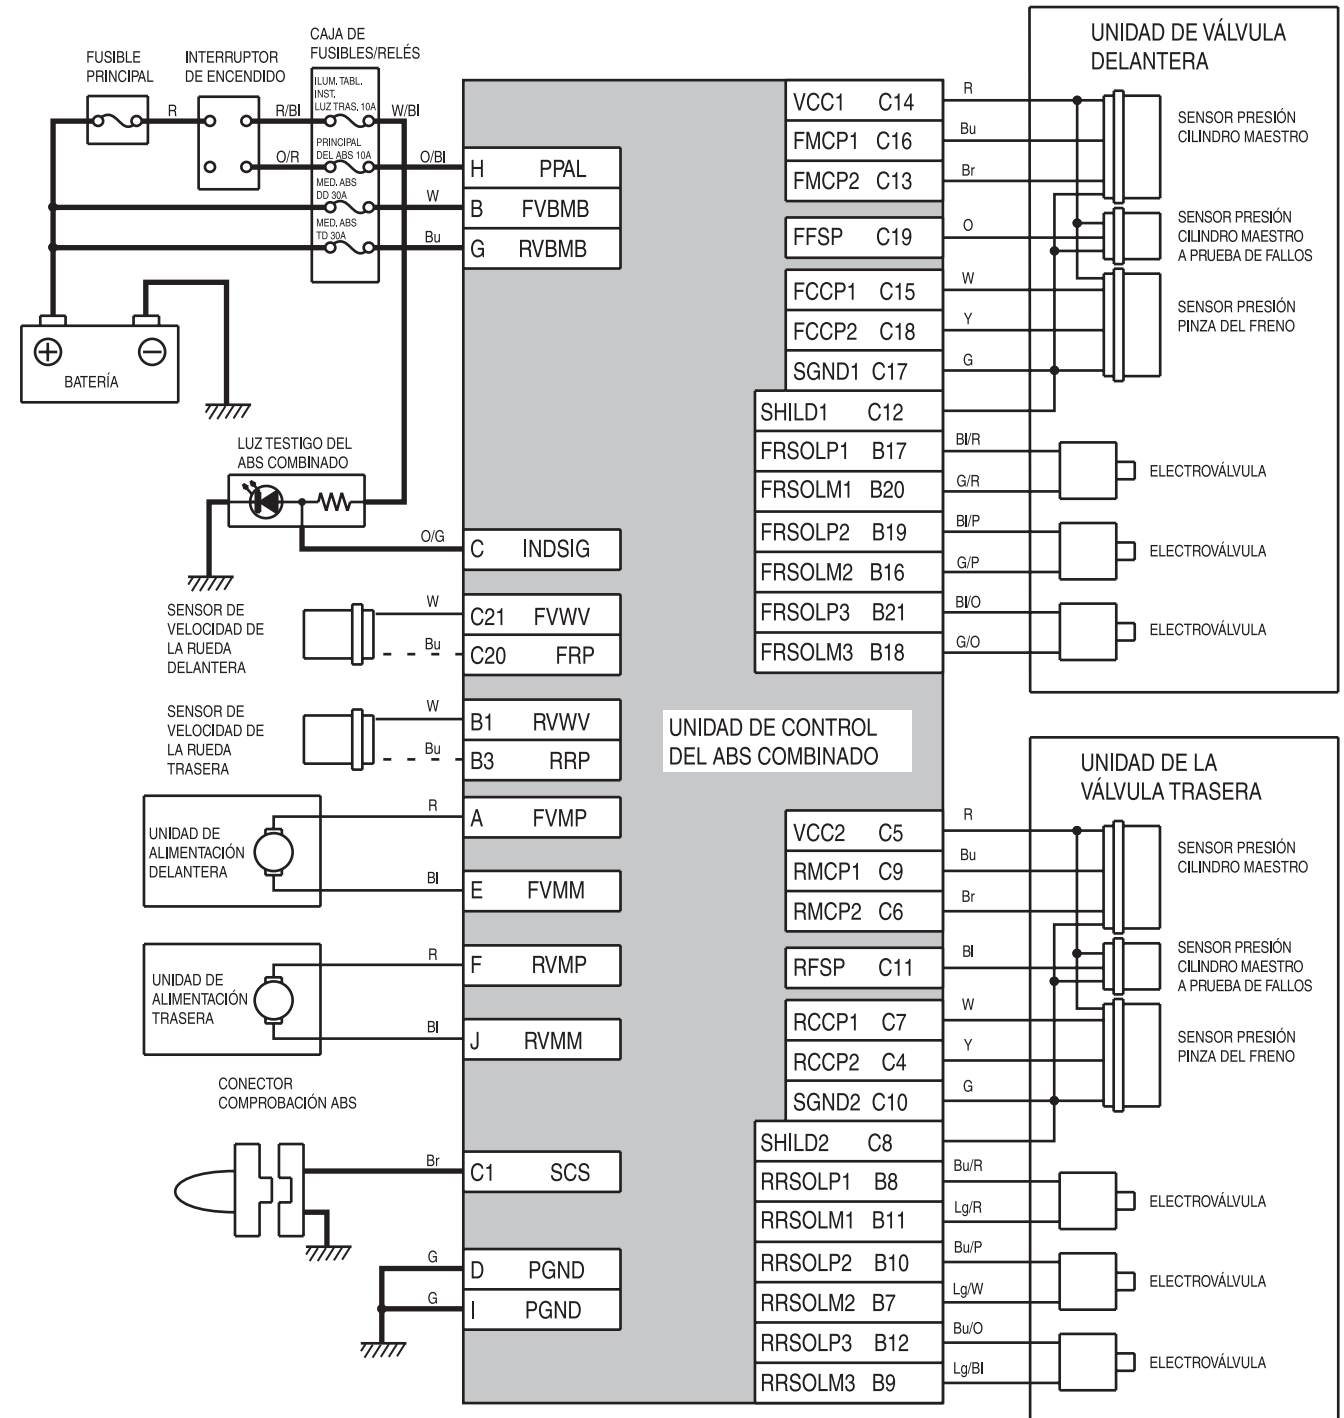 FUSIBLE
PRINCIPAL
INTERRUPTOR
DE ENCENDIDO
CAJA DE
FUSIBLES/RELÉS
ILUM. TABL.
INST.
LUZ TRAS. 10A
PRINCIPAL
DEL ABS 10A
MED. ABS
DD 30A
MED. ABS
TD 30A
R
R/Bl
W/Bl
O/R
O/Bl
W
Bu
H PPAL
B FVBMB
G RVBMB
BATERÍA
LUZ TESTIGO DEL
ABS COMBINADO
O/G
C INDSIG
SENSOR DE
VELOCIDAD DE
LA RUEDA
DELANTERA
W
Bu
C21 FVWV
C20 FRP
SENSOR DE
VELOCIDAD DE
LA RUEDA
TRASERA
W
Bu
B1 RVWV
B3 RRP
UNIDAD DE
ALIMENTACIÓN
DELANTERA
R
Bl
A FVMP
E FVMM
UNIDAD DE
ALIMENTACIÓN
TRASERA
R
Bl
F RVMP
J RVMM
CONECTOR
COMPROBACIÓN ABS
Br
C1 SCS
G
G
D PGND
I PGND
UNIDAD DE CONTROL
DEL ABS COMBINADO
UNIDAD DE VÁLVULA
DELANTERA
VCC1 C14
FMCP1 C16
FMCP2 C13
FFSP C19
FCCP1 C15
FCCP2 C18
SGND1 C17
SHILD1 C12
FRSOLP1 B17
FRSOLM1 B20
FRSOLP2 B19
FRSOLM2 B16
FRSOLP3 B21
FRSOLM3 B18
R
Bu
Br
O
W
Y
G
Bl/R
G/R
Bl/P
G/P
Bl/O
G/O
SENSOR PRESIÓN
CILINDRO MAESTRO
SENSOR PRESIÓN
CILINDRO MAESTRO
A PRUEBA DE FALLOS
SENSOR PRESIÓN
PINZA DEL FRENO
ELECTROVÁLVULA
ELECTROVÁLVULA
ELECTROVÁLVULA
UNIDAD DE LA
VÁLVULA TRASERA
VCC2 C5
RMCP1 C9
RMCP2 C6
RFSP C11
RCCP1 C7
RCCP2 C4
SGND2 C10
SHILD2 C8
RRSOLP1 B8
RRSOLM1 B11
RRSOLP2 B10
RRSOLM2 B7
RRSOLP3 B12
RRSOLM3 B9
R
Bu
Br
Bl
W
Y
G
Bu/R
Lg/R
Bu/P
Lg/W
Bu/O
Lg/Bl
SENSOR PRESIÓN
CILINDRO MAESTRO
SENSOR PRESIÓN
CILINDRO MAESTRO
A PRUEBA DE FALLOS
SENSOR PRESIÓN
PINZA DEL FRENO
ELECTROVÁLVULA
ELECTROVÁLVULA
ELECTROVÁLVULA